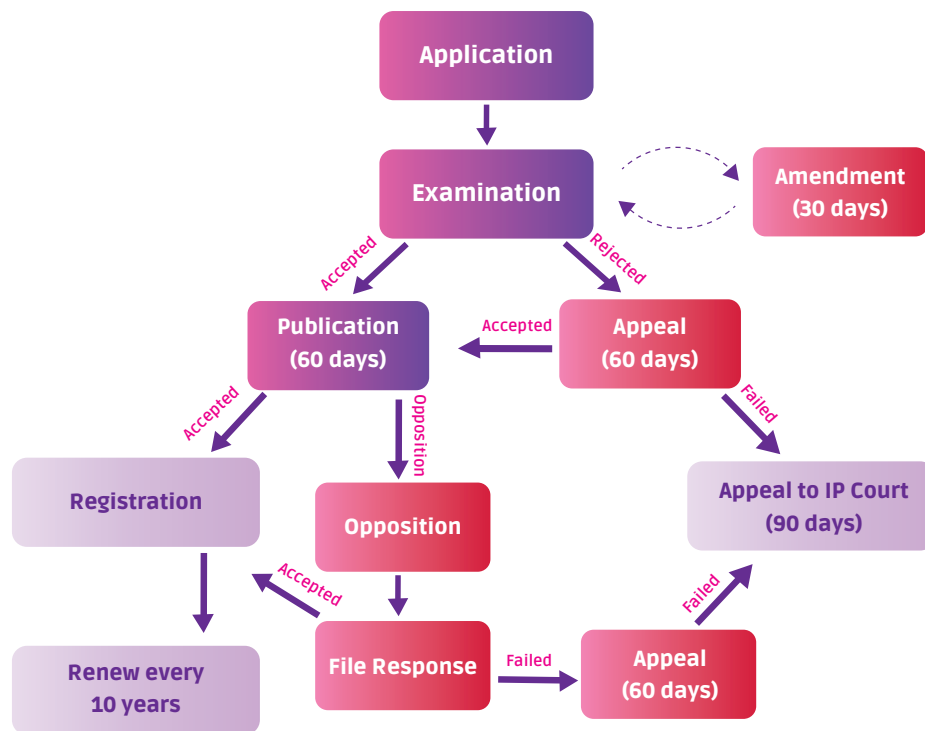 Application
Examination
Amendment
(30 days)
Accepted
Rejected
Publication
(60 days)
Accepted
Appeal
(60 days)
Accepted
Opposition
Failed
Registration
Opposition
Appeal to IP Court
(90 days)
Accepted
Failed
File Response
Failed
Appeal
(60 days)
Renew every
10 years